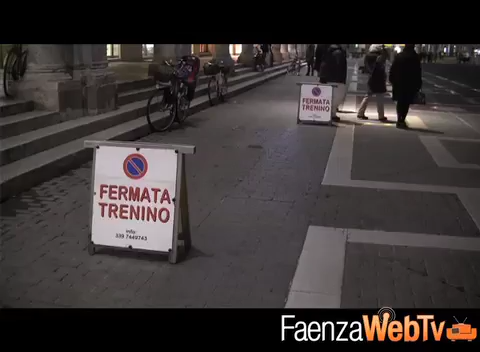 FERMATA
TRENINO
info:
339 7449743
FERMATA
TRENINO
FaenzaWebTv